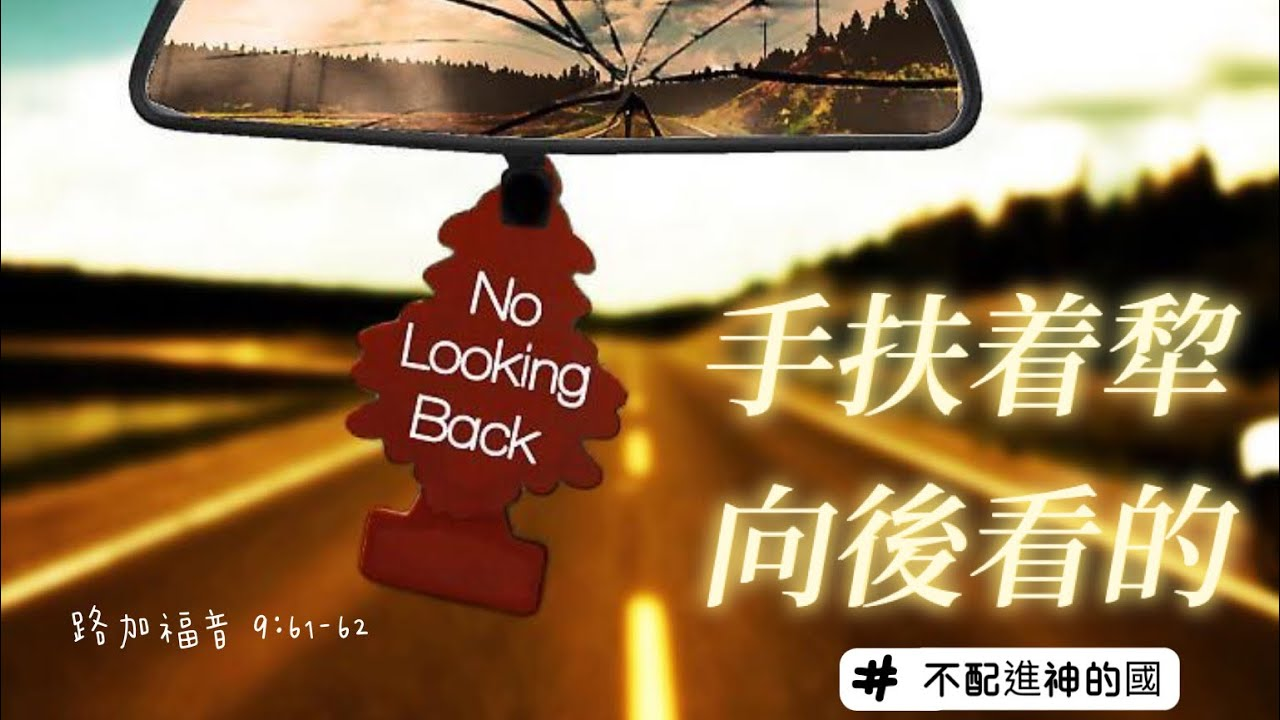 No
Looking
Back
手扶着犂
向後看的
路加福音 9:61-62
# 不配進神的國